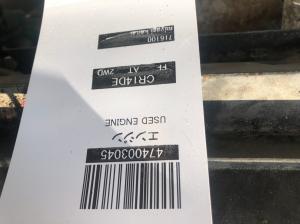 474003045
エンジン
USED ENGINE
CR14DE
FF AT 2WD
716100